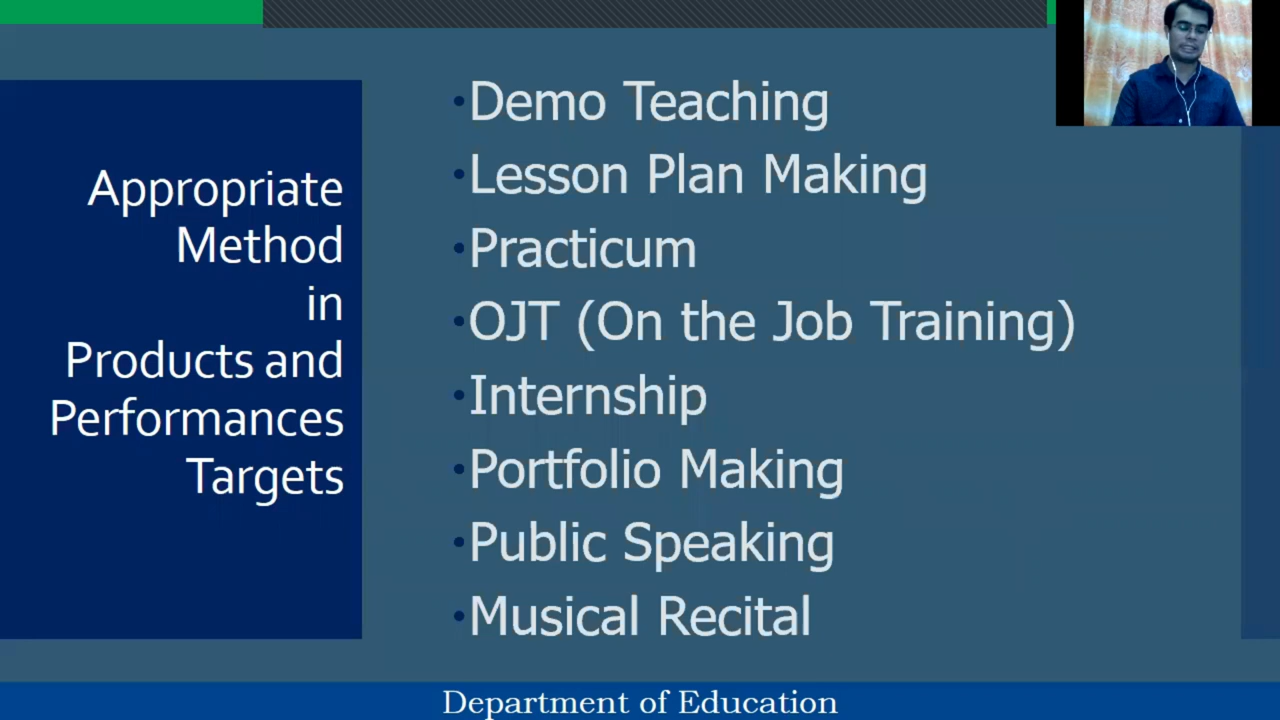 Appropriate
Method
in
Products and
Performances
Targets
•Demo Teaching
•Lesson Plan Making
•Practicum
•OJT (On the Job Training)
•Internship
•Portfolio Making
•Public Speaking
•Musical Recital
Department of Education